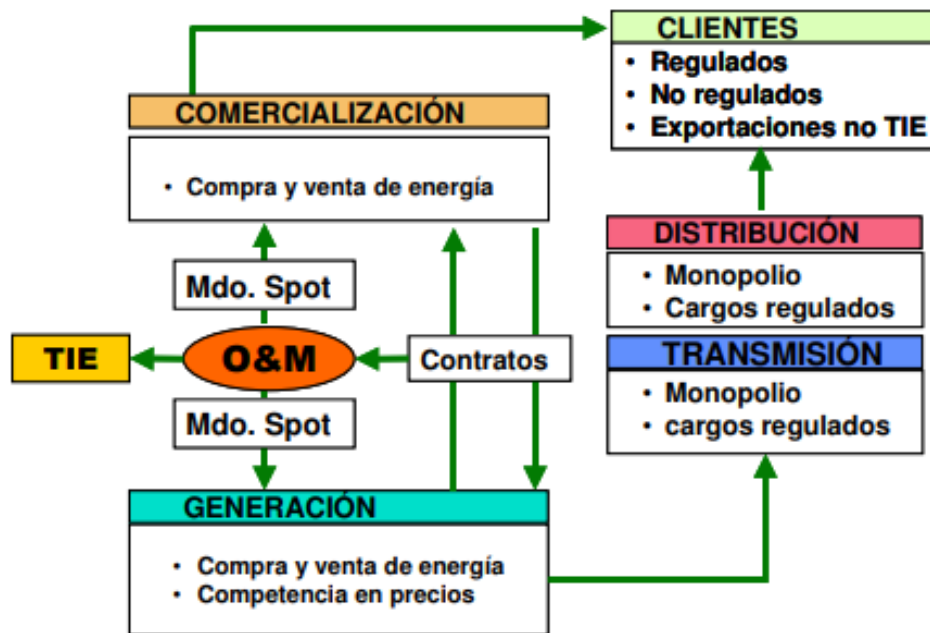 CLIENTES
• Regulados
• No regulados
• Exportaciones no TIE
COMERCIALIZACIÓN
• Compra y venta de energía
DISTRIBUCIÓN
• Monopolio
• Cargos regulados
Mdo. Spot
TIE
O&M
Contratos
TRANSMISIÓN
• Monopolio
• cargos regulados
Mdo. Spot
GENERACIÓN
• Compra y venta de energía
• Competencia en precios